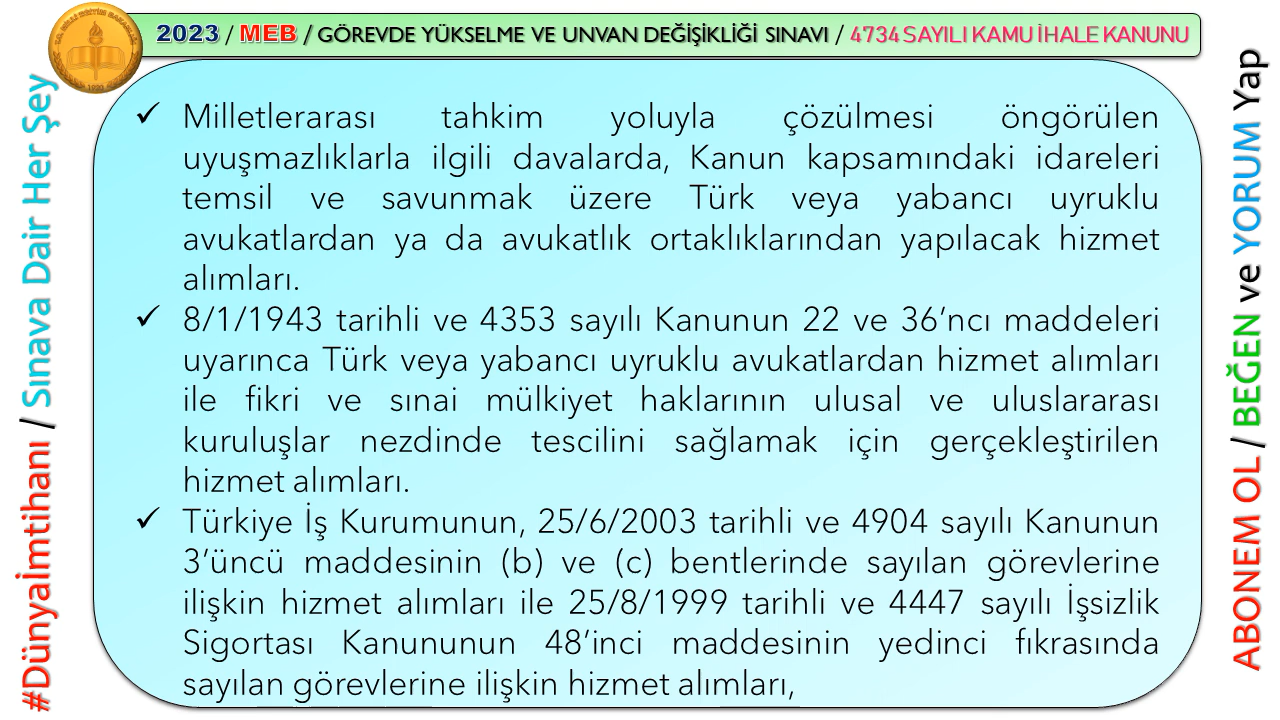 2023 / MEB / GÖREVDE YÜKSELME VE UNVAN DEĞİŞİKLİĞİ SINAVI / 4734 SAYILI KAMU İHALE KANUNU
#Dünyaİmtihanı / Sınava Dair Her Şey
✓ Milletlerarası tahkim yoluyla çözülmesi öngörülen
uyuşmazlıklarla ilgili davalarda, Kanun kapsamındaki idareleri
temsil ve savunmak üzere Türk veya yabancı uyruklu
avukatlardan ya da avukatlık ortaklıklarından yapılacak hizmet
alımları.
✓ 8/1/1943 tarihli ve 4353 sayılı Kanunun 22 ve 36’ncı maddeleri
uyarınca Türk veya yabancı uyruklu avukatlardan hizmet alımları
ile fikri ve sınai mülkiyet haklarının ulusal ve uluslararası
kuruluşlar nezdinde tescilini sağlamak için gerçekleştirilen
hizmet alımları.
✓ Türkiye İş Kurumunun, 25/6/2003 tarihli ve 4904 sayılı Kanunun
3’üncü maddesinin (b) ve (c) bentlerinde sayılan görevlerine
ilişkin hizmet alımları ile 25/8/1999 tarihli ve 4447 sayılı İşsizlik
Sigortası Kanununun 48’inci maddesinin yedinci fıkrasında
sayılan görevlerine ilişkin hizmet alımları,
ABONEM OL / BEĞEN ve YORUM Yap